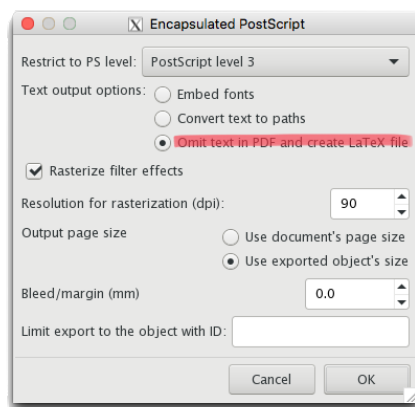 Encapsulated PostScript
Restrict to PS level: PostScript level 3
Text output options: Embed fonts
Convert text to paths
Omit text in PDF and create LaTeX file
Rasterize filter effects
Resolution for rasterization (dpi): 90
Output page size Use document's page size
Use exported object's size
Bleed/margin (mm) 0.0
Limit export to the object with ID:
Cancel OK